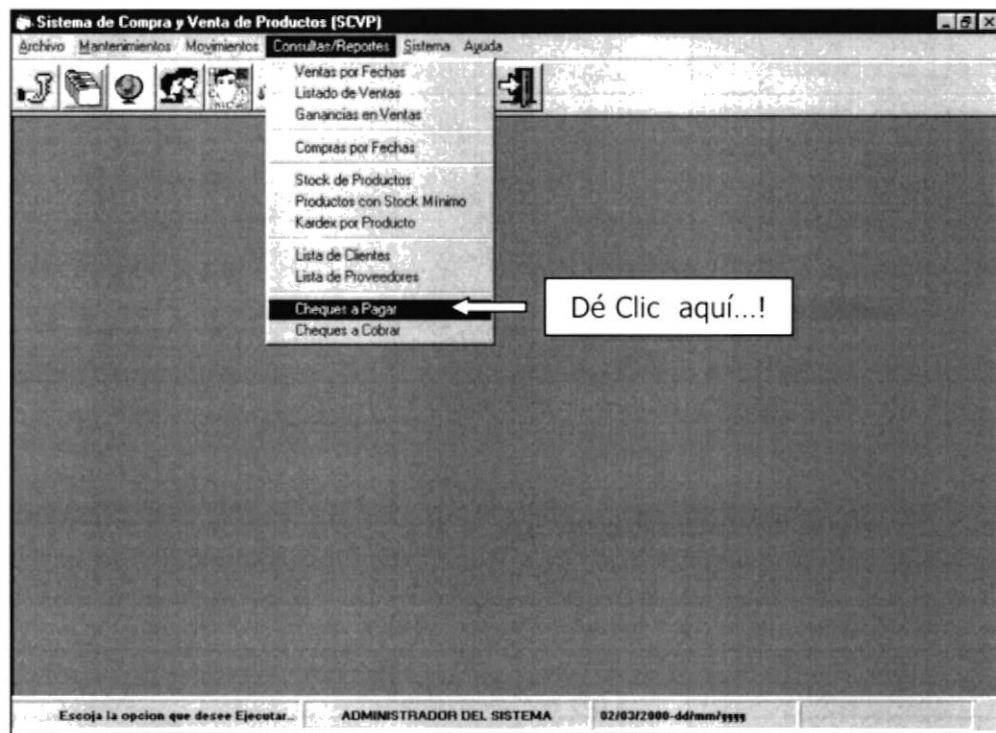 Sistema de Compra y Venta de Productos (SCVP)
Archivo Mantenimientos Movimientos Consultas/Reportes Sistema Ayuda
Ventas por Fechas
Listado de Ventas
Ganancias en Ventas
Compras por Fechas
Stock de Productos
Productos con Stock Mínimo
Kardex por Producto
Lista de Clientes
Lista de Proveedores
Cheques a Pagar
Dé Clic aquí...!
Cheques a Cobrar
Escoja la opcion que desee Ejecutar... ADMINISTRADOR DEL SISTEMA 02/03/2000-dd/mm/yyyy